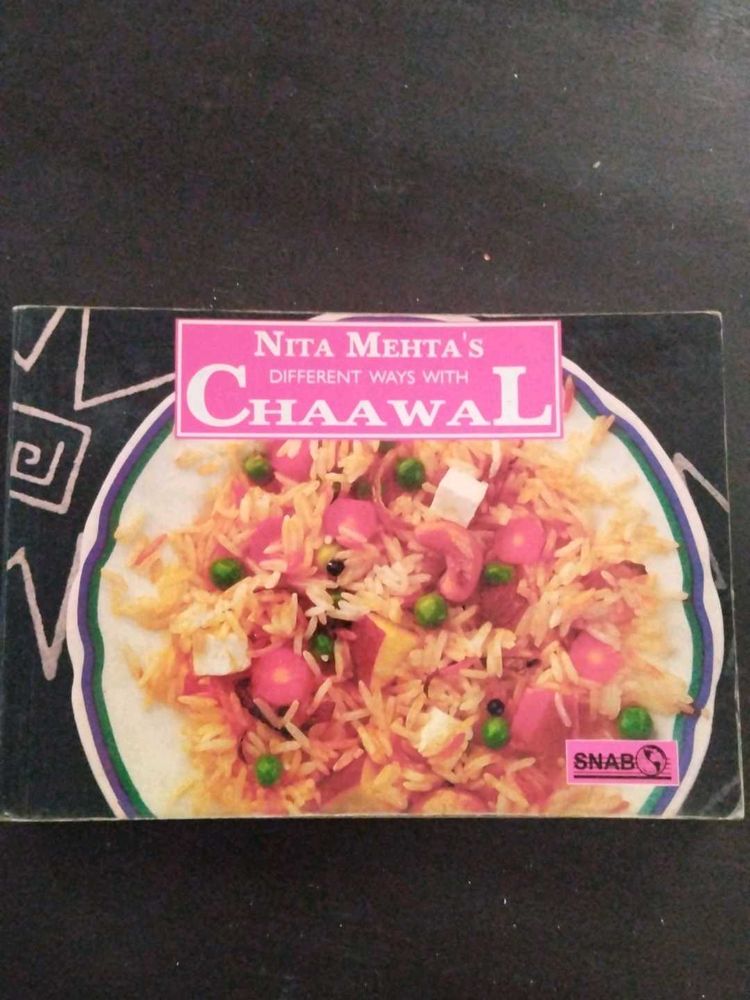 NITA MEHTA'S
DIFFERENT WAYS WITH
CHAAWAL
SNAB